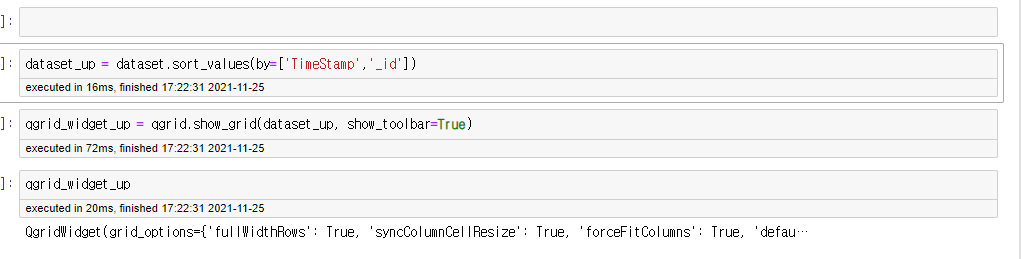 ]:
]: dataset_up = dataset.sort_values(by=['TimeStamp','_id'])
executed in 16ms, finished 17:22:31 2021-11-25
]: qgrid_widget_up = qgrid.show_grid(dataset_up, show_toolbar=True)
executed in 72ms, finished 17:22:31 2021-11-25
]: qgrid_widget_up
executed in 20ms, finished 17:22:31 2021-11-25
QgridWidget(grid_options={'fullWidthRows': True, 'syncColumnCellResize': True, 'forceFitColumns': True, 'defau…